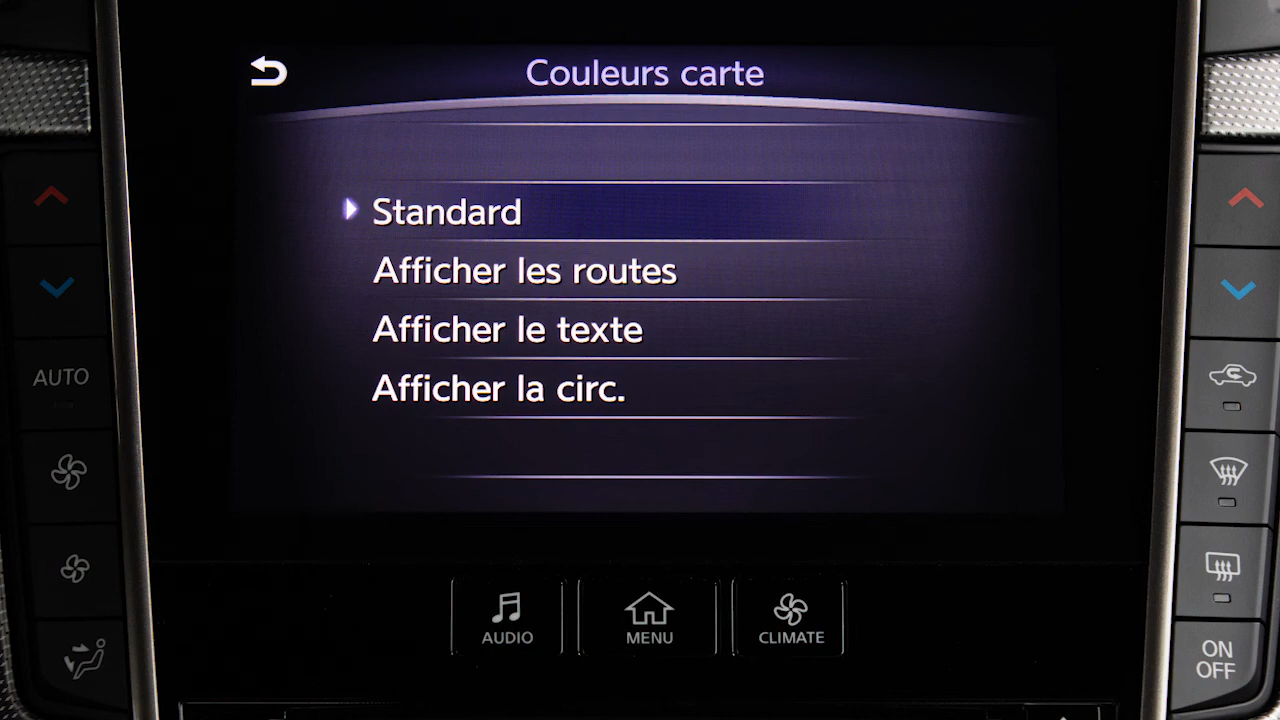 Couleurs carte
Standard
Afficher les routes
Afficher le texte
Afficher la circ.
AUTO
AUDIO
MENU
CLIMATE
ON
OFF